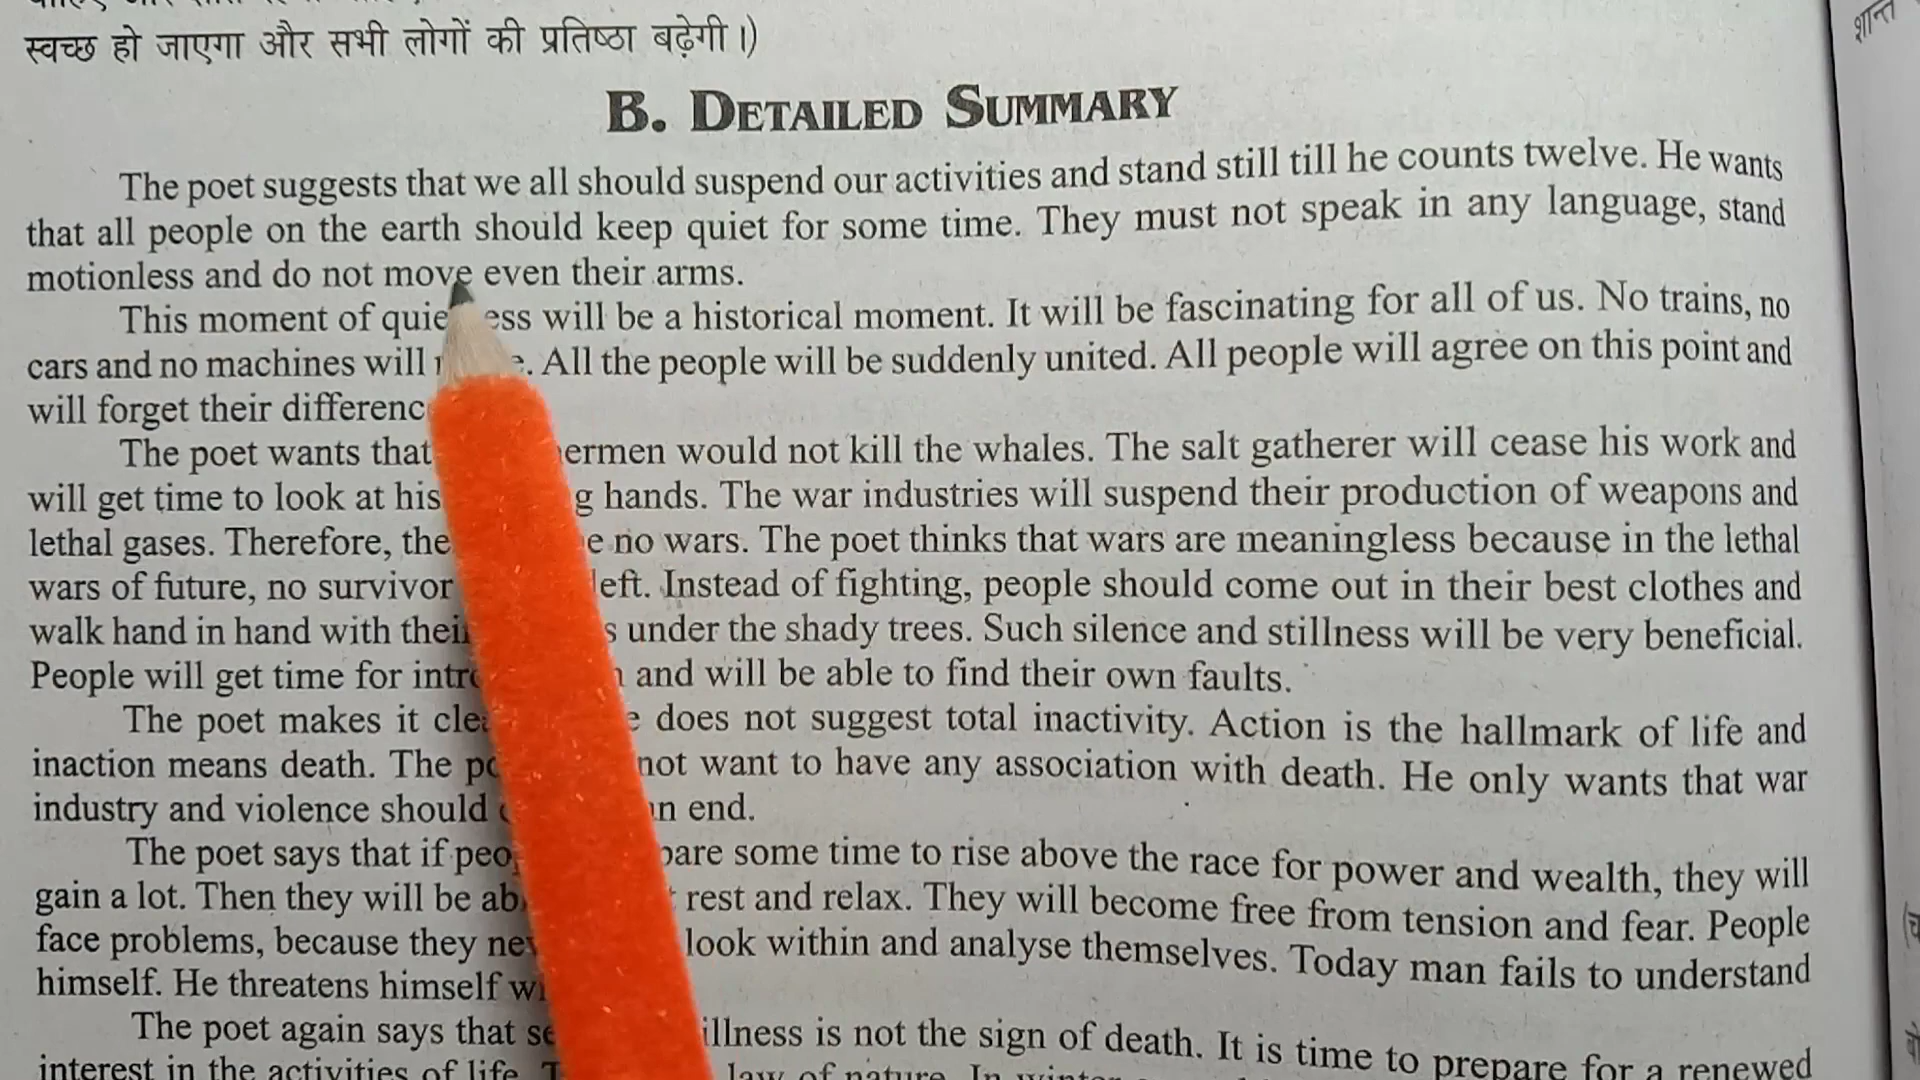 स्वच्छ हो जाएगा और सभी लोगों की प्रतिष्ठा बढ़ेगी।)
शान्त
B. DETAILED SUMMARY
The poet suggests that we all should suspend our activities and stand still till he counts twelve. He wants
that all people on the earth should keep quiet for some time. They must not speak in any language, stand
motionless and do not move even their arms.
This moment of will be a historical moment. It will be fascinating for all of us. No trains, no
cars and no machines will All the people will be suddenly united. All people will agree on this point and
will forget their
The poet wants that would not kill the whales. The salt gatherer will cease his work and
will get time to look at his hands. The war industries will suspend their production of weapons and
lethal gases. Therefore, no wars. The poet thinks that wars are meaningless because in the lethal
wars of future, no survivor left. Instead of fighting, people should come out in their best clothes and
walk hand in hand with under the shady trees. Such silence and stillness will be very beneficial.
People will get time for and will be able to find their own faults.
The poet makes it does not suggest total inactivity. Action is the hallmark of life and
inaction means death. The not want to have any association with death. He only wants that war
industry and violence should end.
The poet says that if some time to rise above the race for power and wealth, they will
gain a lot. Then they will be rest and relax. They will become free from tension and fear. People
face problems, because they look within and analyse themselves. Today man fails to understand
himself. He threatens himself
The poet again says that is not the sign of death. It is time to prepare for a renewed
interest in the activities of life. law of nature. In winter